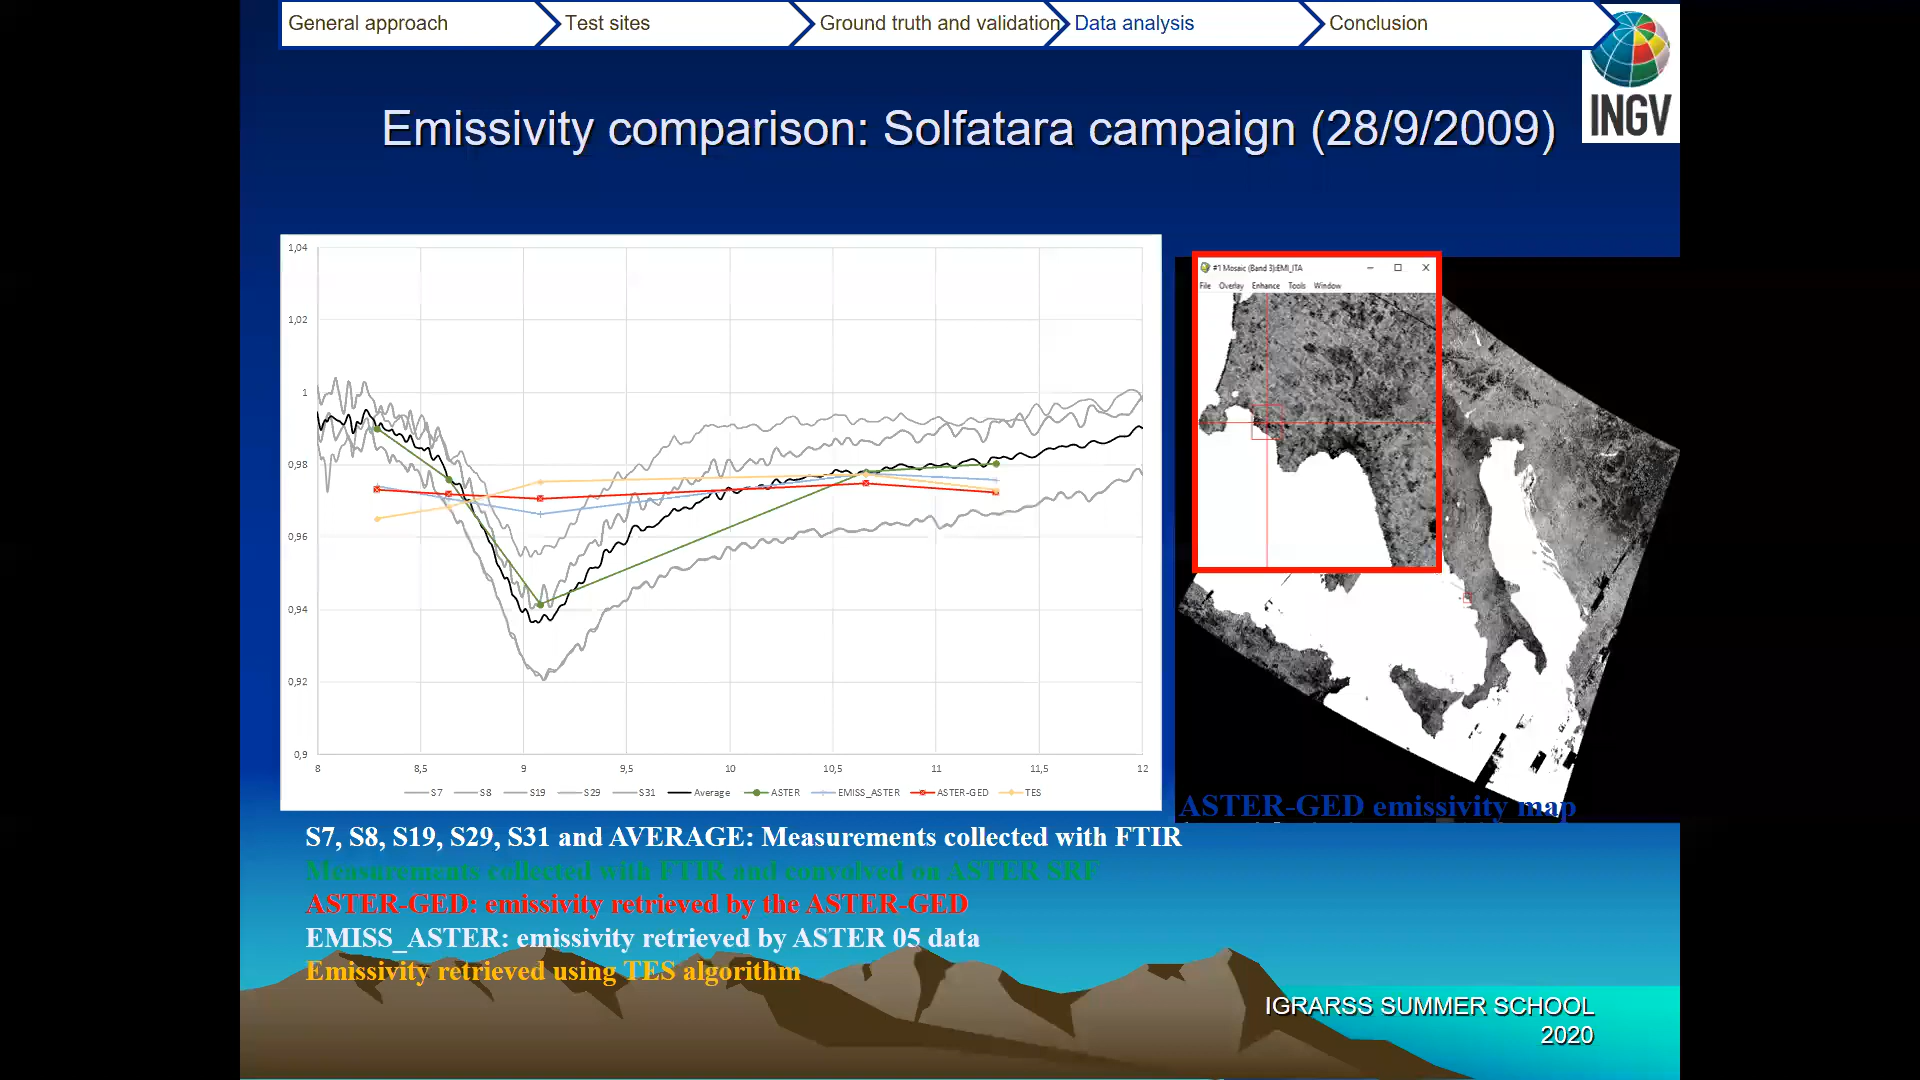 General approach
Test sites
Ground truth and validation
Data analysis
Conclusion
INGV
Emissivity comparison: Solfatara campaign (28/9/2009)
1,04
1,02
1
0,98
0,96
0,94
0,92
0,9
8
8,5
9
9,5
10
10,5
11
11,5
12
S7
S8
S19
S29
S31
Average
ASTER
EMISS_ASTER
ASTER-GED
TES
#1 Mosaic (Band 3):EMI_ITA
File Overlay Enhance Tools Window
ASTER-GED emissivity map
S7, S8, S19, S29, S31 and AVERAGE: Measurements collected with FTIR
Measurements collected with FTIR and convolved on ASTER SRF
ASTER-GED: emissivity retrieved by the ASTER-GED
EMISS_ASTER: emissivity retrieved by ASTER 05 data
Emissivity retrieved using TES algorithm
IGRARSS SUMMER SCHOOL
2020